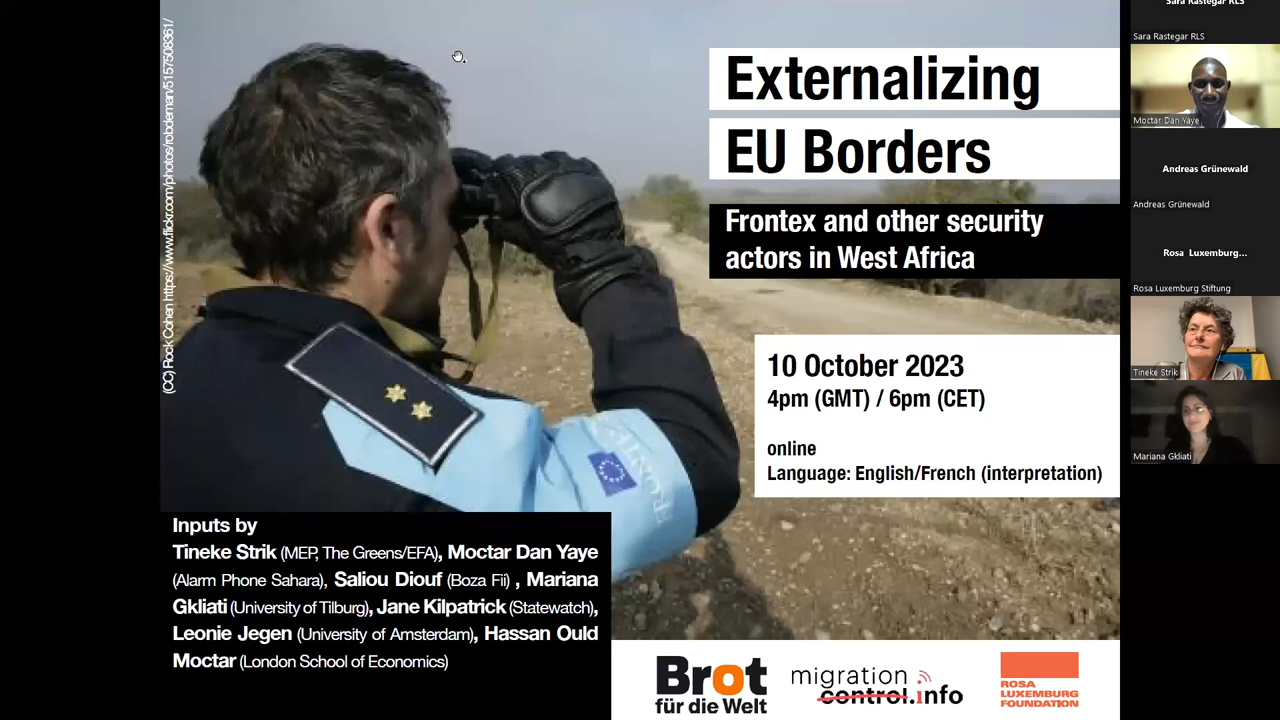 (CC) Rock Cohen https://www.flickr.com/photos/robdeman/5157508361/
Externalizing
EU Borders
Frontex and other security
actors in West Africa
10 October 2023
4pm (GMT) / 6pm (CET)
online
Language: English/French (interpretation)
FRONTEX
Inputs by
Tineke Strik (MEP, The Greens/EFA), Moctar Dan Yaye
(Alarm Phone Sahara), Saliou Diouf (Boza Fii) , Mariana
Gkliati (University of Tilburg), Jane Kilpatrick (Statewatch),
Leonie Jegen (University of Amsterdam), Hassan Ould
Moctar (London School of Economics)
Brot
für die Welt
migration
control.info
ROSA
LUXEMBURG
FOUNDATION
Sara Rastegar RLS
Sara Rastegar RLS
Moctar Dan Yaye
Andreas Grünewald
Andreas Grünewald
Rosa Luxemburg...
Rosa Luxemburg Stiftung
Tineke Strik
Mariana Gkliati